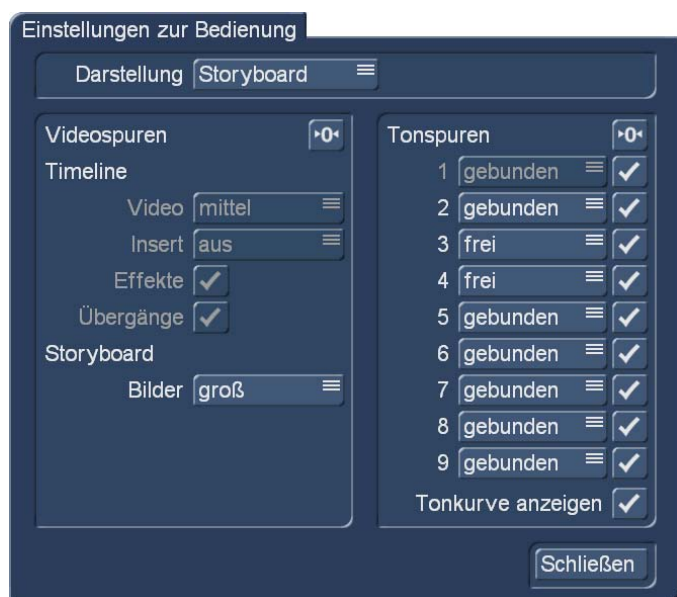 Einstellungen zur Bedienung
Darstellung Storyboard
Videospuren ▸0◂
Timeline
Video mittel
Insert aus
Effekte
Übergänge
Storyboard
Bilder groß
Tonspuren ▸0◂
1 gebunden
2 gebunden
3 frei
4 frei
5 gebunden
6 gebunden
7 gebunden
8 gebunden
9 gebunden
Tonkurve anzeigen
Schließen